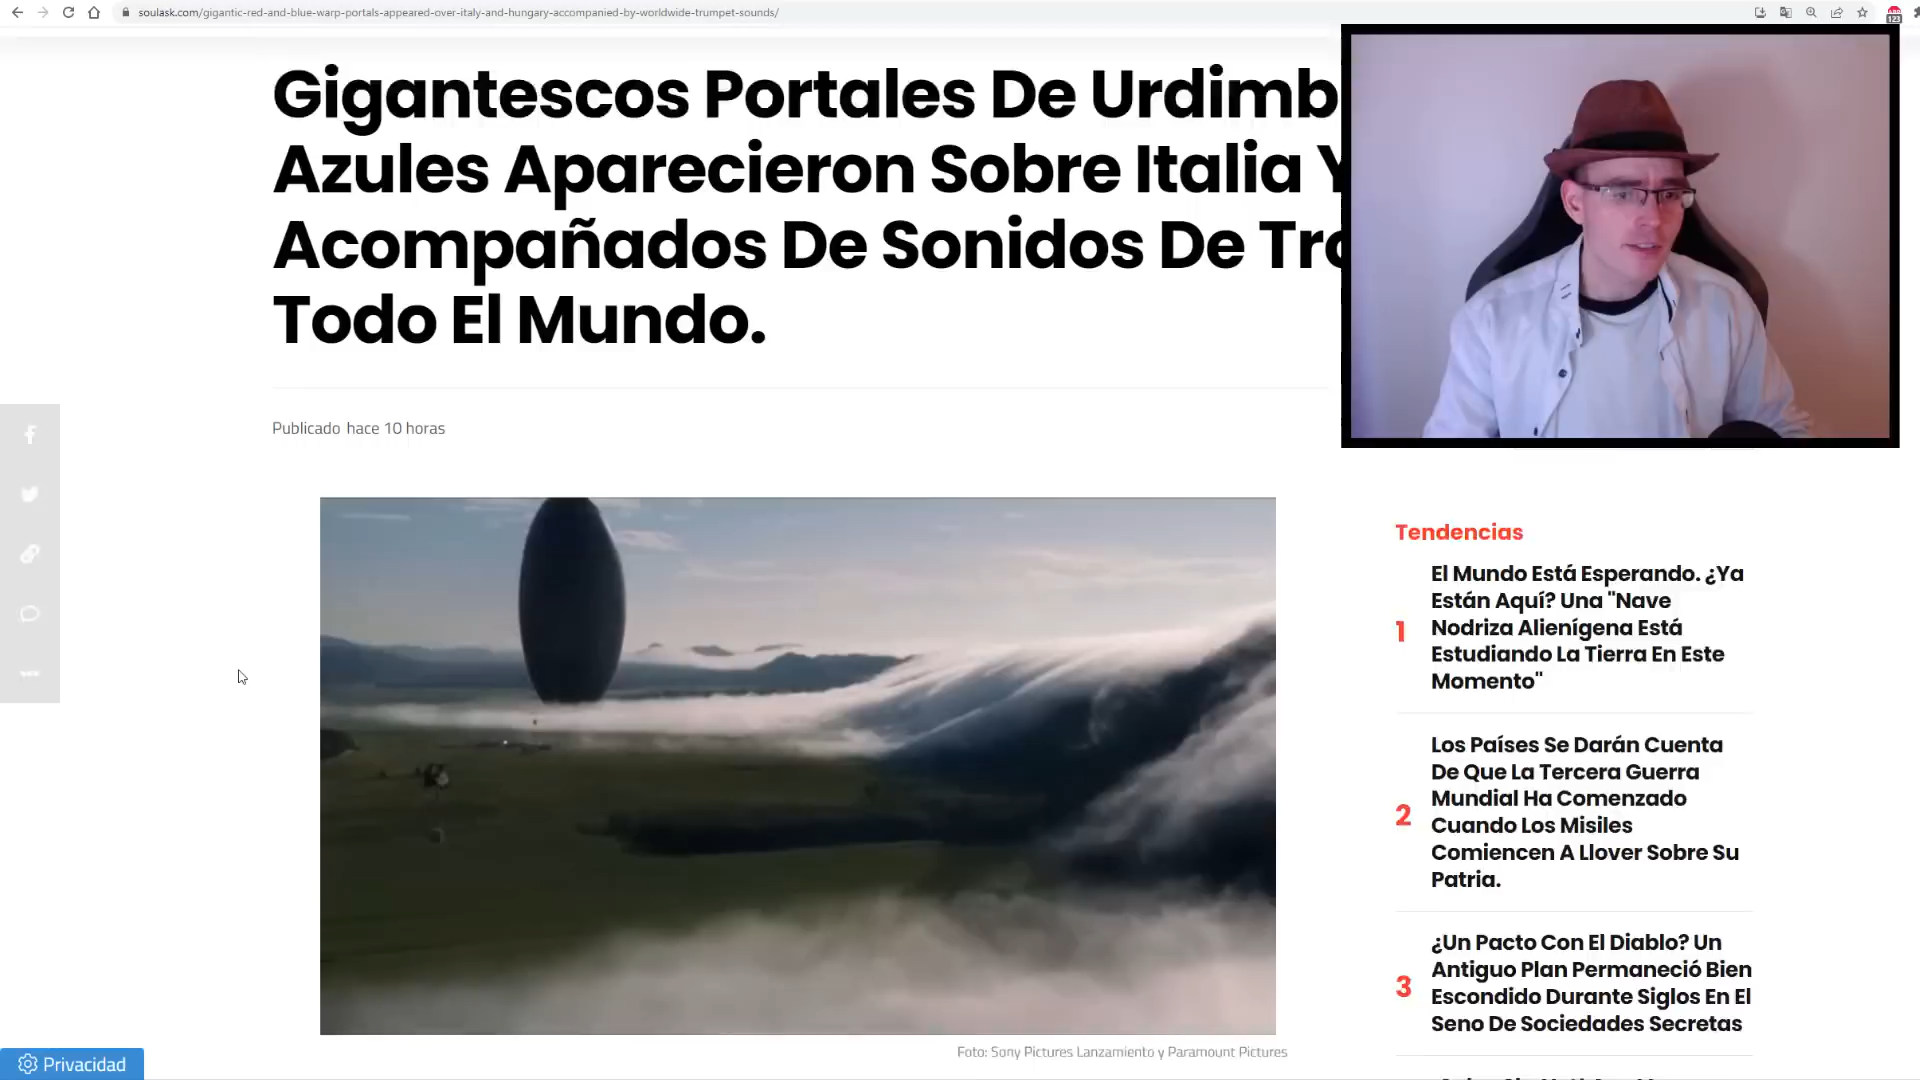 soulask.com/gigantic-red-and-blue-warp-portals-appeared-over-italy-and-hungary-accompanied-by-worldwide-trumpet-sounds/
123
Gigantescos Portales De Urdimb
Azules Aparecieron Sobre Italia Y
Acompañados De Sonidos De Tro
Todo El Mundo.
Publicado hace 10 horas
Tendencias
1
El Mundo Está Esperando. ¿Ya
Están Aquí? Una "Nave
Nodriza Alienígena Está
Estudiando La Tierra En Este
Momento"
2
Los Países Se Darán Cuenta
De Que La Tercera Guerra
Mundial Ha Comenzado
Cuando Los Misiles
Comiencen A Llover Sobre Su
Patria.
3
¿Un Pacto Con El Diablo? Un
Antiguo Plan Permaneció Bien
Escondido Durante Siglos En El
Seno De Sociedades Secretas
Foto: Sony Pictures Lanzamiento y Paramount Pictures
Privacidad